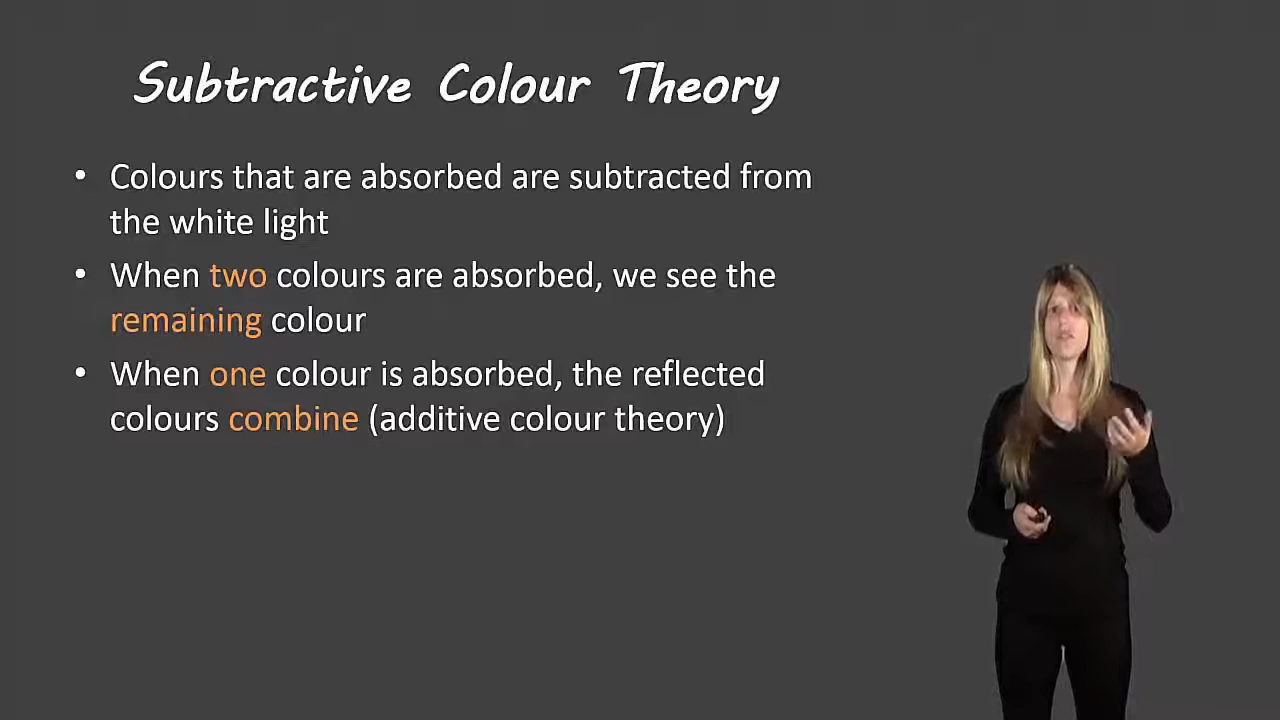 Subtractive Colour Theory
• Colours that are absorbed are subtracted from
the white light
• When two colours are absorbed, we see the
remaining colour
• When one colour is absorbed, the reflected
colours combine (additive colour theory)